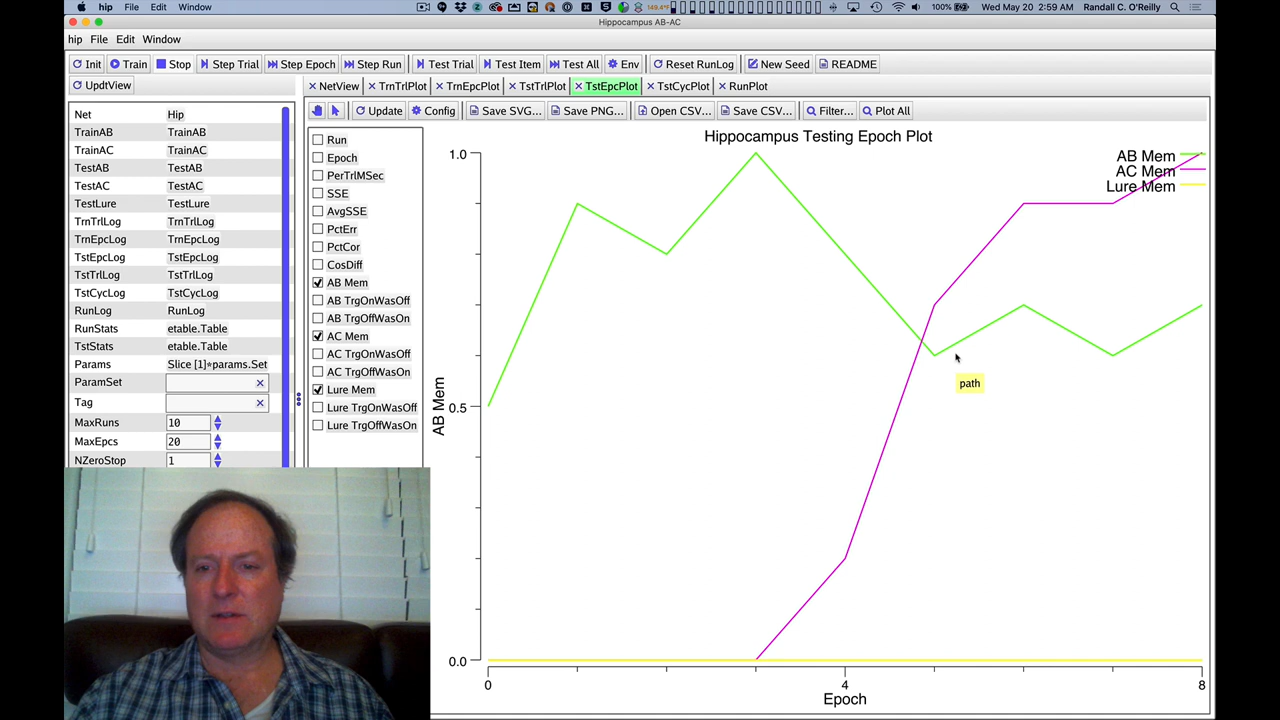 hip File Edit Window 149.4°F 100% Wed May 20 2:59 AM Randall C. O'Reilly
Hippocampus AB-AC
hip File Edit Window
Init Train Stop Step Trial Step Epoch Step Run Test Trial Test Item Test All Env Reset RunLog New Seed README
UpdtView
NetView TrnTrlPlot TrnEpcPlot TstTrlPlot TstEpcPlot TstCycPlot RunPlot
Update Config Save SVG... Save PNG... Open CSV... Save CSV... Filter... Plot All
Net Hip
TrainAB TrainAB
TrainAC TrainAC
TestAB TestAB
TestAC TestAC
TestLure TestLure
TrnTrlLog TrnTrlLog
TrnEpcLog TrnEpcLog
TstEpcLog TstEpcLog
TstTrlLog TstTrlLog
TstCycLog TstCycLog
RunLog RunLog
RunStats etable.Table
TstStats etable.Table
Params Slice [1]*params.Set
ParamSet
Tag
MaxRuns 10
MaxEpcs 20
NZeroStop 1
Run
Epoch
PerTrlMSec
SSE
AvgSSE
PctErr
PctCor
CosDiff
AB Mem
AB TrgOnWasOff
AB TrgOffWasOn
AC Mem
AC TrgOnWasOff
AC TrgOffWasOn
Lure Mem
Lure TrgOnWasOff
Lure TrgOffWasOn
Hippocampus Testing Epoch Plot
AB Mem
AC Mem
Lure Mem
1.0
0.5
0.0
AB Mem
path
0 4 8
Epoch